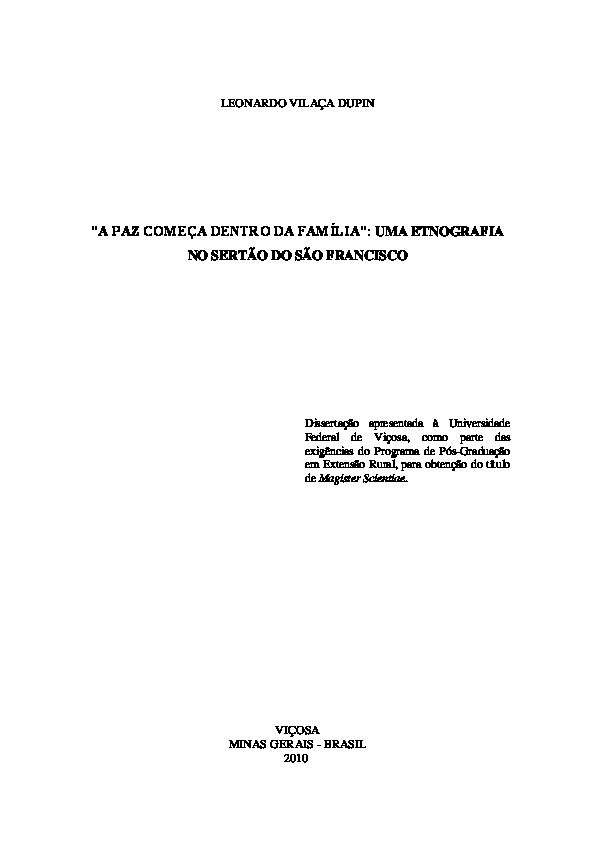 LEONARDO VILAÇA DUPIN
"A PAZ COMEÇA DENTRO DA FAMÍLIA": UMA ETNOGRAFIA
NO SERTÃO DO SÃO FRANCISCO
Dissertação apresentada à Universidade
Federal de Viçosa, como parte das
exigências do Programa de Pós-Graduação
em Extensão Rural, para obtenção do título
de Magister Scientiae.
VIÇOSA
MINAS GERAIS - BRASIL
2010